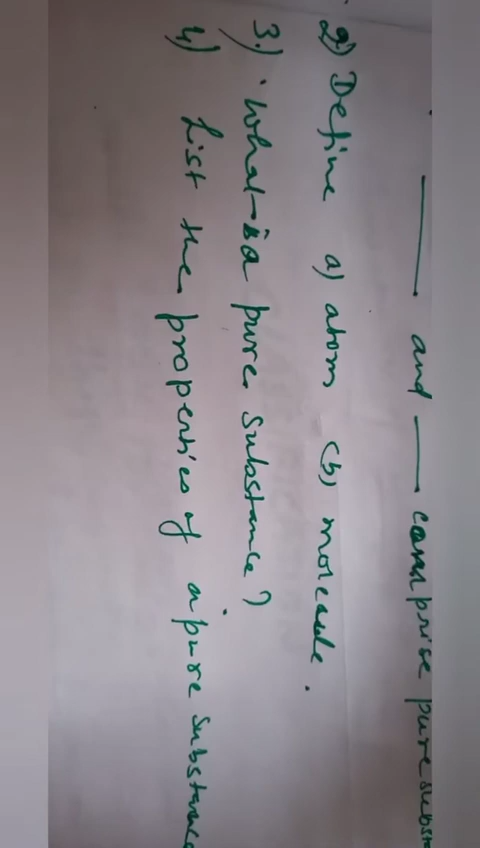 _____ and _____ comprise pure subst
2) Define a) atom (b) molecule.
3.) What is a pure substance?
4) List the properties of a pure substance